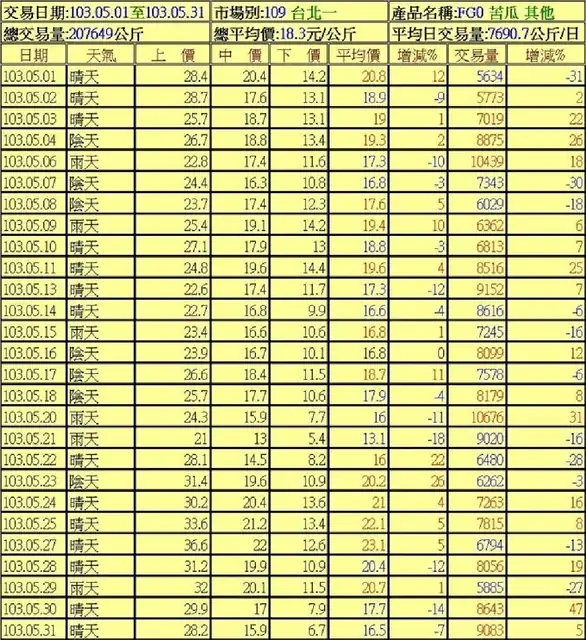 交易日期:103.05.01至103.05.31 市場別:109 台北一 產品名稱:FG0 苦瓜 其他
總交易量:207649公斤 總平均價:18.3元/公斤 平均日交易量:7690.7公斤/日
日期 天氣 上 價 中 價 下 價 平均價 增減% 交易量 增減%
103.05.01 晴天 28.4 20.4 14.2 20.8 12 5634 -31
103.05.02 晴天 28.7 17.6 13.1 18.9 -9 5773 2
103.05.03 晴天 25.7 18.7 13.1 19 1 7019 22
103.05.04 陰天 26.7 18.8 13.4 19.3 2 8875 26
103.05.06 雨天 22.8 17.4 11.6 17.3 -10 10439 18
103.05.07 陰天 24.4 16.3 10.8 16.8 -3 7343 -30
103.05.08 陰天 23.7 17.4 12.3 17.6 5 6029 -18
103.05.09 雨天 25.4 19.1 14.2 19.4 10 6362 6
103.05.10 晴天 27.1 17.9 13 18.8 -3 6813 7
103.05.11 晴天 24.8 19.6 14.4 19.6 4 8516 25
103.05.13 晴天 22.6 17.4 11.7 17.3 -12 9152 7
103.05.14 晴天 22.7 16.8 9.9 16.6 -4 8616 -6
103.05.15 雨天 23.4 16.6 10.6 16.8 1 7245 -16
103.05.16 陰天 23.9 16.7 10.1 16.8 0 8099 12
103.05.17 陰天 26.6 18.4 11.5 18.7 11 7578 -6
103.05.18 陰天 25.7 17.7 10.6 17.9 -4 8179 8
103.05.20 雨天 24.3 15.9 7.7 16 -11 10676 31
103.05.21 雨天 21 13 5.4 13.1 -18 9020 -16
103.05.22 晴天 28.1 14.5 8.2 16 22 6480 -28
103.05.23 陰天 31.4 19.6 10.9 20.2 26 6262 -3
103.05.24 晴天 30.2 20.4 13.6 21 4 7263 16
103.05.25 晴天 33.6 21.2 13.4 22.1 5 7815 8
103.05.27 晴天 36.6 22 12.6 23.1 5 6794 -13
103.05.28 晴天 31.2 19.9 10.9 20.4 -12 8056 19
103.05.29 雨天 32 20.1 11.5 20.7 1 5885 -27
103.05.30 晴天 29.9 17 7.9 17.7 -14 8643 47
103.05.31 晴天 28.2 15.9 6.7 16.5 -7 9083 5